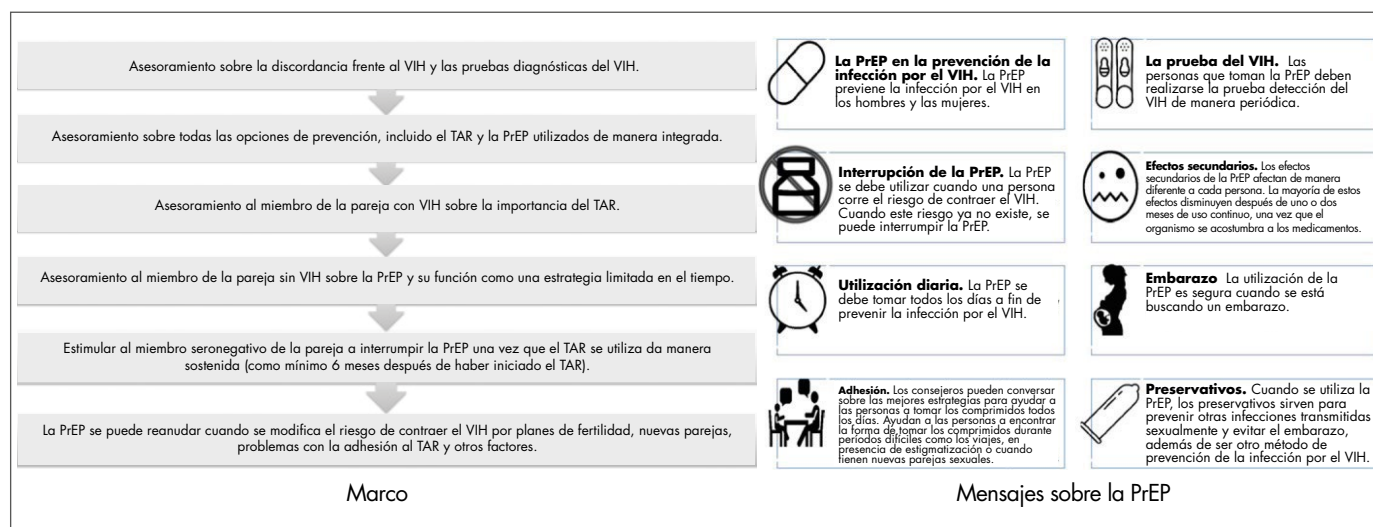 Asesoramiento sobre la discordancia frente al VIH y las pruebas diagnósticas del VIH.
Asesoramiento sobre todas las opciones de prevención, incluido el TAR y la PrEP utilizados de manera integrada.
Asesoramiento al miembro de la pareja con VIH sobre la importancia del TAR.
Asesoramiento al miembro de la pareja sin VIH sobre la PrEP y su función como una estrategia limitada en el tiempo.
Estimular al miembro seronegativo de la pareja a interrumpir la PrEP una vez que el TAR se utiliza da manera
sostenida (como mínimo 6 meses después de haber iniciado el TAR).
La PrEP se puede reanudar cuando se modifica el riesgo de contraer el VIH por planes de fertilidad, nuevas parejas,
problemas con la adhesión al TAR y otros factores.
Marco
La PrEP en la prevención de la
infección por el VIH. La PrEP
previene la infección por el VIH en
los hombres y las mujeres.
La prueba del VIH. Las
personas que toman la PrEP deben
realizarse la prueba detección del
VIH de manera periódica.
Interrupción de la PrEP. La PrEP
se debe utilizar cuando una persona
corre el riesgo de contraer el VIH.
Cuando este riesgo ya no existe, se
puede interrumpir la PrEP.
Efectos secundarios. Los efectos
secundarios de la PrEP afectan de manera
diferente a cada persona. La mayoría de estos
efectos disminuyen después de uno o dos
meses de uso continuo, una vez que el
organismo se acostumbra a los medicamentos.
Utilización diaria. La PrEP se
debe tomar todos los días a fin de
prevenir la infección por el VIH.
Embarazo La utilización de la
PrEP es segura cuando se está
buscando un embarazo.
Adhesión. Los consejeros pueden conversar
sobre las mejores estrategias para ayudar a
las personas a tomar los comprimidos todos
los días. Ayudan a las personas a encontrar
la forma de tomar los comprimidos durante
períodos difíciles como los viajes, en
presencia de estigmatización o cuando
tienen nuevas parejas sexuales.
Preservativos. Cuando se utiliza la
PrEP, los preservativos sirven para
prevenir otras infecciones transmitidas
sexualmente y evitar el embarazo,
además de ser otro método de
prevención de la infección por el VIH.
Mensajes sobre la PrEP